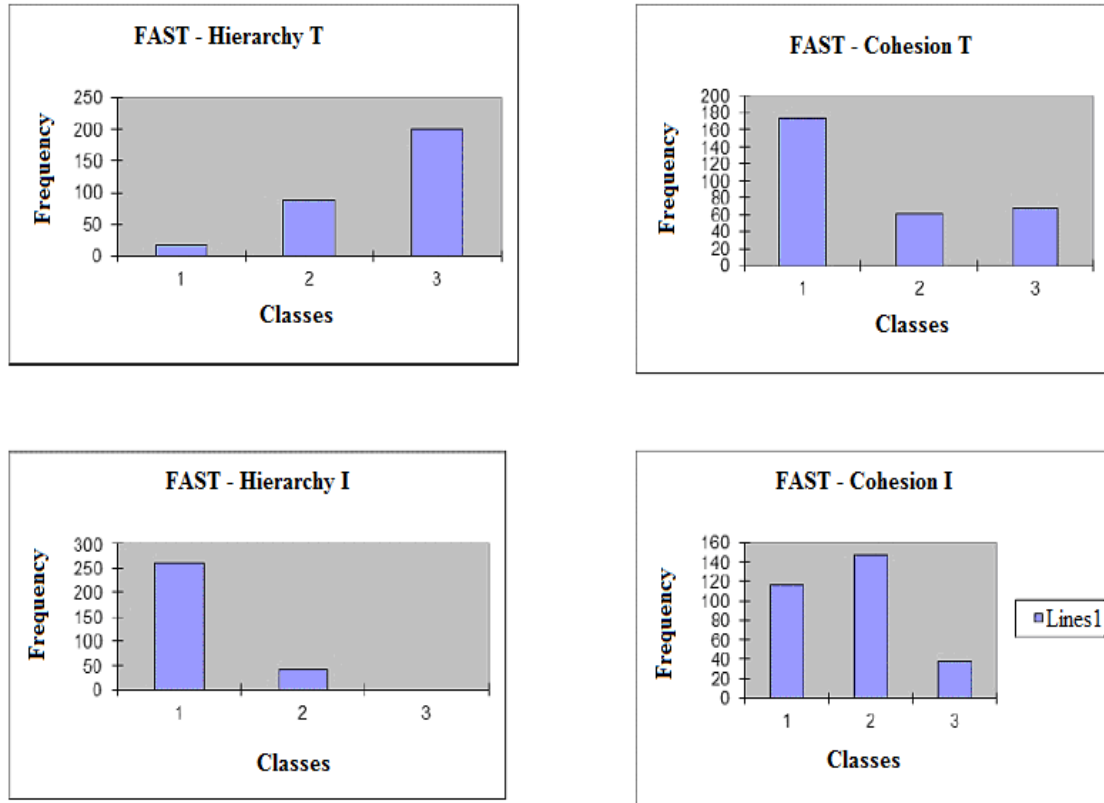 FAST - Hierarchy T
Frequency
250
200
150
100
50
0
1 2 3
Classes
FAST - Cohesion T
Frequency
200
180
160
140
120
100
80
60
40
20
0
1 2 3
Classes
FAST - Hierarchy I
Frequency
300
250
200
150
100
50
0
1 2 3
Classes
FAST - Cohesion I
Frequency
160
140
120
100
80
60
40
20
0
1 2 3
Classes
Lines1